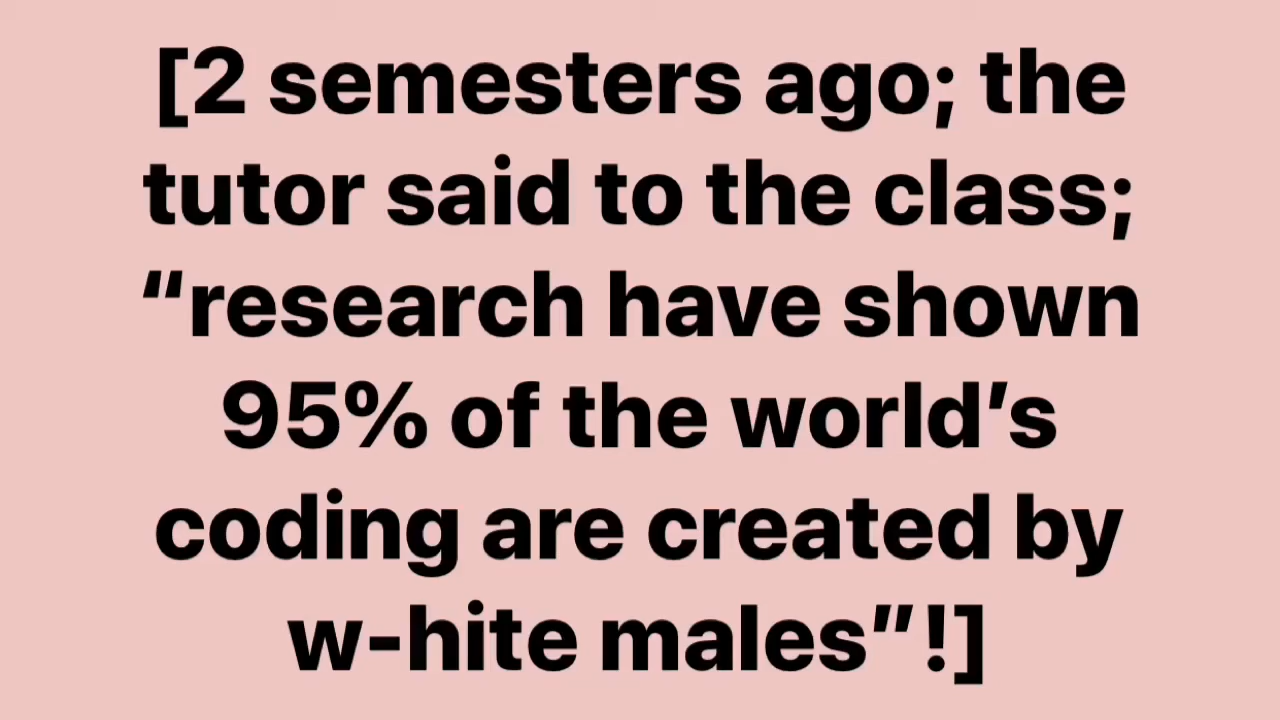 [2 semesters ago; the
tutor said to the class;
“research have shown
95% of the world’s
coding are created by
w-hite males”!]